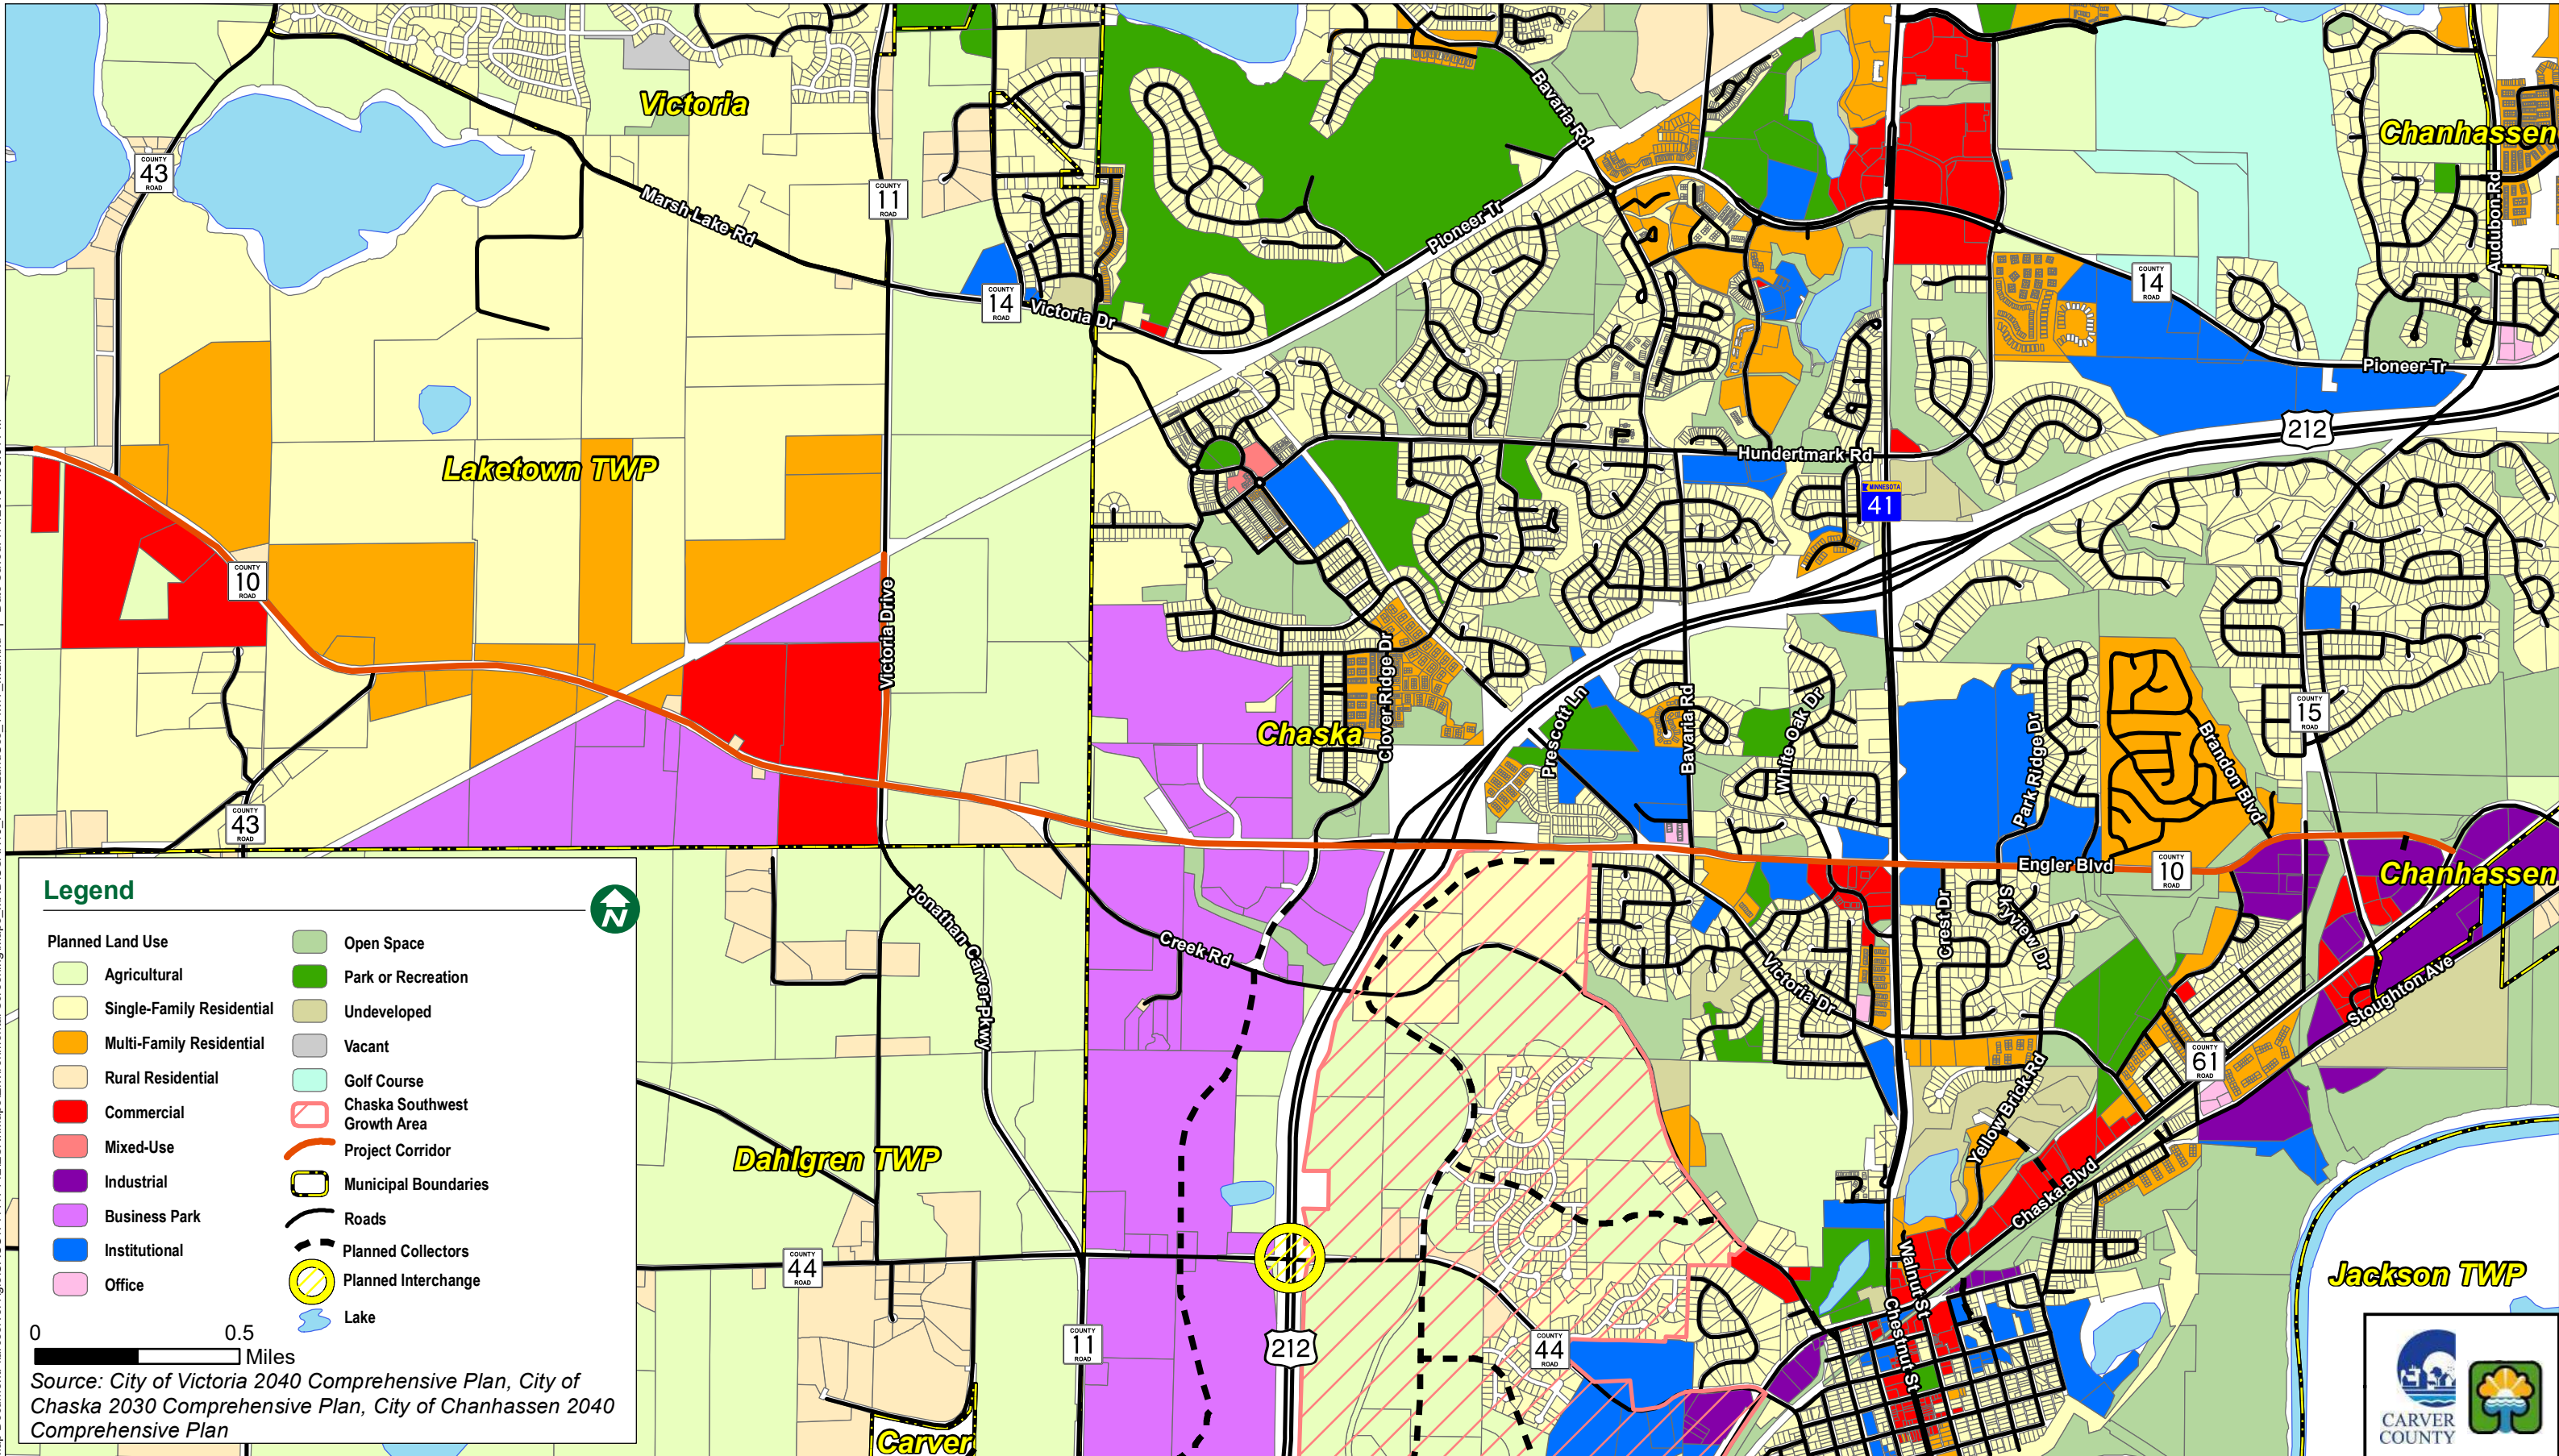 Victoria
Bavaria Rd
Chanhassen
COUNTY
43
ROAD
COUNTY
11
ROAD
Marsh Lake Rd
Pioneer Tr
Audubon Rd
COUNTY
14
ROAD
Victoria Dr
COUNTY
14
ROAD
Pioneer Tr
212
Hundertmark Rd
Laketown TWP
MINNESOTA
41
COUNTY
10
ROAD
Victoria Drive
Clover Ridge Dr
Chaska
Prescott Ln
Bavaria Rd
White Oak Dr
Park Ridge Dr
Brandon Blvd
COUNTY
15
ROAD
COUNTY
43
ROAD
Engler Blvd
COUNTY
10
ROAD
Chanhassen
Jonathan Carver Pkwy
Creek Rd
Victoria Dr
Crest Dr
Skyview Dr
Stoughton Ave
COUNTY
61
ROAD
Yellow Brick Rd
Dahlgren TWP
Chaska Blvd
Walnut St
Chestnut St
COUNTY
44
ROAD
COUNTY
11
ROAD
212
COUNTY
44
ROAD
Jackson TWP
Carver
Legend
N
Planned Land Use
Agricultural
Single-Family Residential
Multi-Family Residential
Rural Residential
Commercial
Mixed-Use
Industrial
Business Park
Institutional
Office
Open Space
Park or Recreation
Undeveloped
Vacant
Golf Course
Chaska Southwest
Growth Area
Project Corridor
Municipal Boundaries
Roads
Planned Collectors
Planned Interchange
Lake
0 0.5
Miles
Source: City of Victoria 2040 Comprehensive Plan, City of
Chaska 2030 Comprehensive Plan, City of Chanhassen 2040
Comprehensive Plan
CARVER
COUNTY